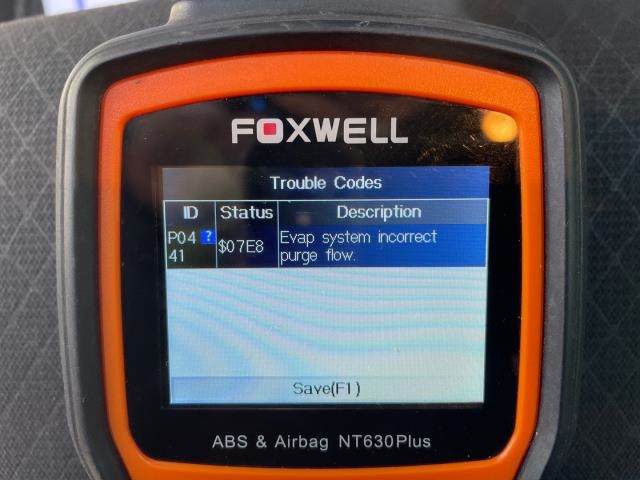 FOXWELL
Trouble Codes
ID Status Description
P04 ? $07E8 Evap system incorrect
41 purge flow.
Save(F1)
ABS & Airbag NT630Plus